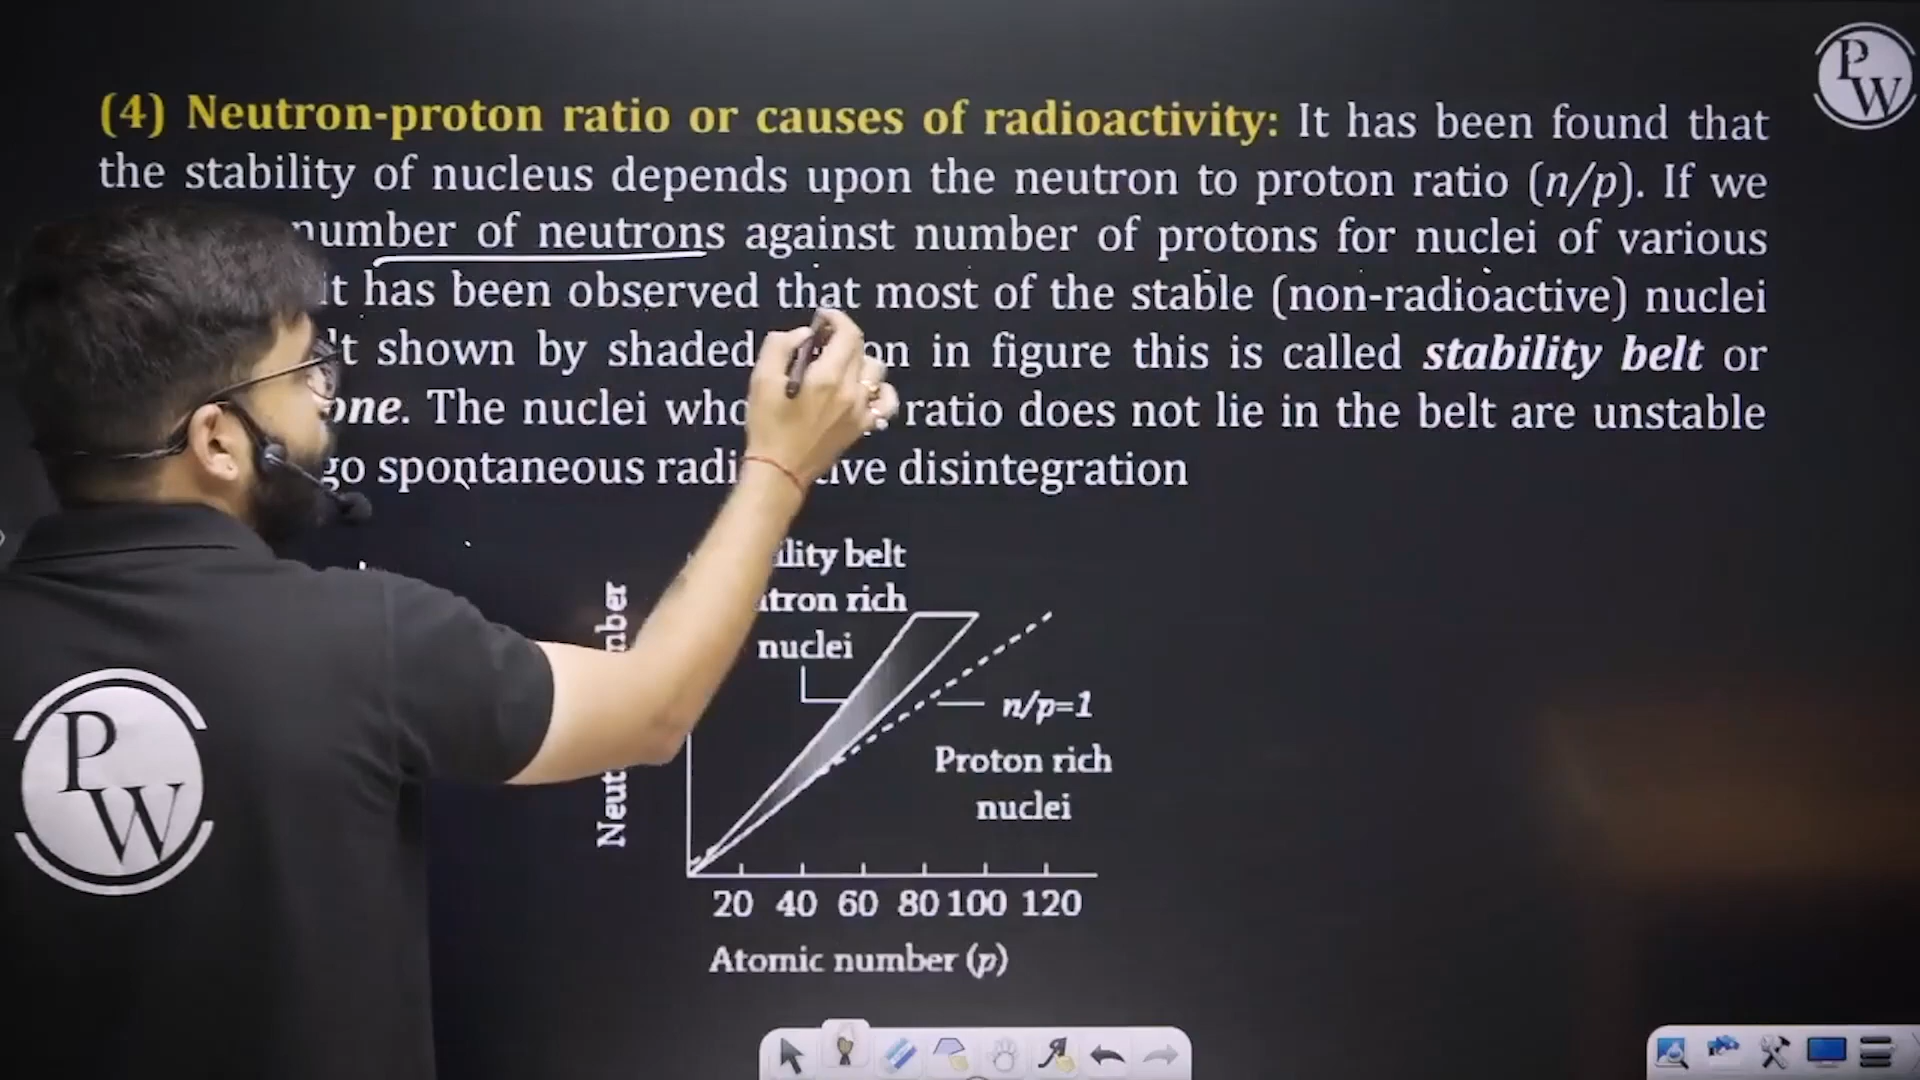 PW
(4) Neutron-proton ratio or causes of radioactivity: It has been found that
the stability of nucleus depends upon the neutron to proton ratio (n/p). If we
number of neutrons against number of protons for nuclei of various
it has been observed that most of the stable (non-radioactive) nuclei
shown by shaded in figure this is called stability belt or
The nuclei ratio does not lie in the belt are unstable
spontaneous disintegration
belt
rich
nuclei
n/p=1
Proton rich
nuclei
20 40 60 80 100 120
Atomic number (p)
PW